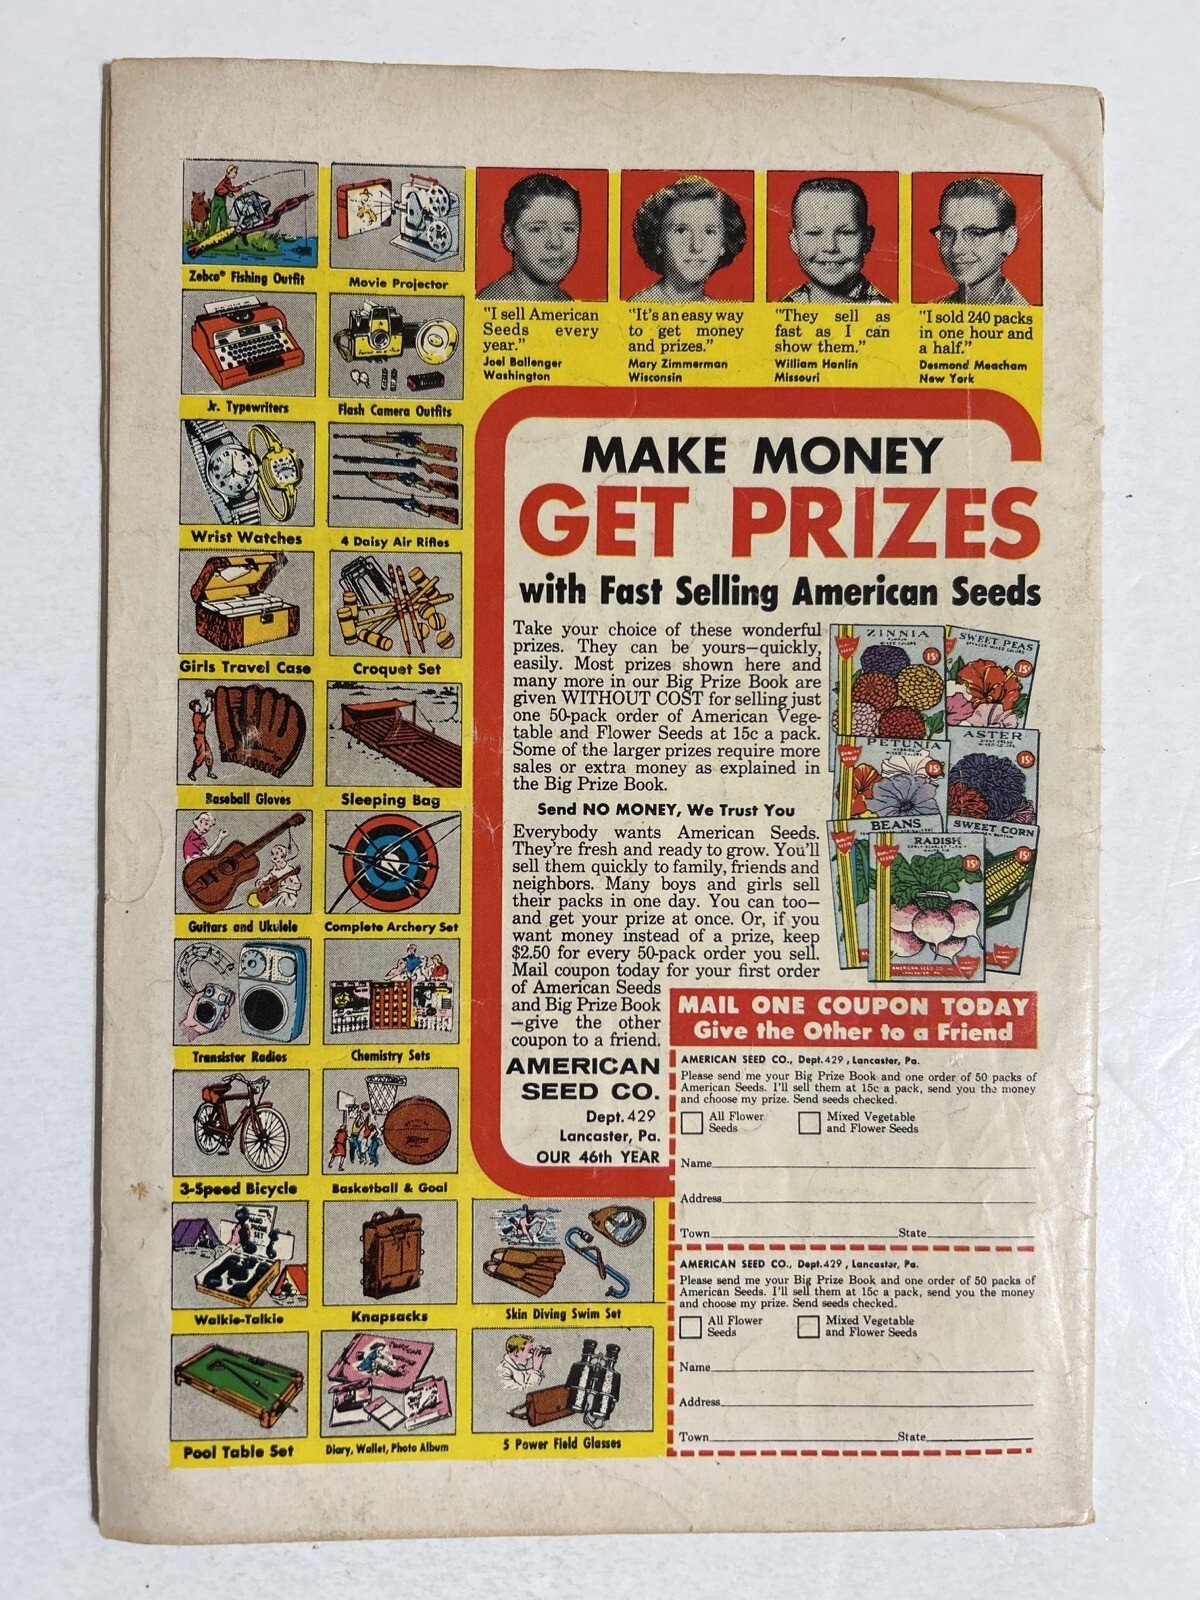 Zebco® Fishing Outfit
Movie Projector
Jr. Typewriters
Flash Camera Outfits
Wrist Watches
4 Daisy Air Rifles
Girls Travel Case
Croquet Set
Baseball Gloves
Sleeping Bag
Guitars and Ukulele
Complete Archery Set
Transistor Radios
Chemistry Sets
3-Speed Bicycle
Basketball & Goal
Walkie-Talkie
Knapsacks
Skin Diving Swim Set
Pool Table Set
Diary, Wallet, Photo Album
5 Power Field Glasses
"I sell American
Seeds every
year."
Joel Ballenger
Washington
"It's an easy way
to get money
and prizes."
Mary Zimmerman
Wisconsin
"They sell as
fast as I can
show them."
William Hanlin
Missouri
"I sold 240 packs
in one hour and
a half."
Desmond Meacham
New York
MAKE MONEY
GET PRIZES
with Fast Selling American Seeds
Take your choice of these wonderful
prizes. They can be yours—quickly,
easily. Most prizes shown here and
many more in our Big Prize Book are
given WITHOUT COST for selling just
one 50-pack order of American Vege-
table and Flower Seeds at 15c a pack.
Some of the larger prizes require more
sales or extra money as explained in
the Big Prize Book.
Send NO MONEY, We Trust You
Everybody wants American Seeds.
They're fresh and ready to grow. You'll
sell them quickly to family, friends and
neighbors. Many boys and girls sell
their packs in one day. You can too—
and get your prize at once. Or, if you
want money instead of a prize, keep
$2.50 for every 50-pack order you sell.
Mail coupon today for your first order
of American Seeds
and Big Prize Book
—give the other
coupon to a friend.
AMERICAN
SEED CO.
Dept. 429
Lancaster, Pa.
OUR 46th YEAR
ZINNIA
15¢
SWEET PEAS
15¢
PETUNIA
15¢
ASTER
15¢
BEANS
SWEET CORN
15¢
RADISH
15¢
AMERICAN SEED CO.
MAIL ONE COUPON TODAY
Give the Other to a Friend
AMERICAN SEED CO., Dept. 429, Lancaster, Pa.
Please send me your Big Prize Book and one order of 50 packs of
American Seeds. I'll sell them at 15c a pack, send you the money
and choose my prize. Send seeds checked.
All Flower Seeds
Mixed Vegetable and Flower Seeds
Name
Address
Town State
AMERICAN SEED CO., Dept. 429, Lancaster, Pa.
Please send me your Big Prize Book and one order of 50 packs of
American Seeds. I'll sell them at 15c a pack, send you the money
and choose my prize. Send seeds checked.
All Flower Seeds
Mixed Vegetable and Flower Seeds
Name
Address
Town State